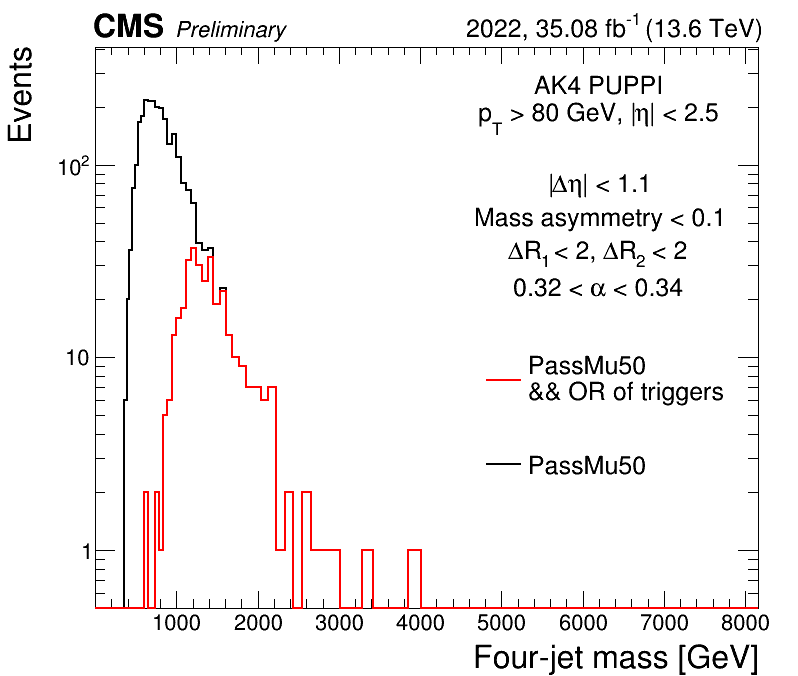 CMS Preliminary 2022, 35.08 fb⁻¹ (13.6 TeV)
Events
AK4 PUPPI
p_T > 80 GeV, |η| < 2.5
|Δη| < 1.1
Mass asymmetry < 0.1
ΔR₁ < 2, ΔR₂ < 2
0.32 < α < 0.34
PassMu50
&& OR of triggers
PassMu50
10²
10
1
1000 2000 3000 4000 5000 6000 7000 8000
Four-jet mass [GeV]